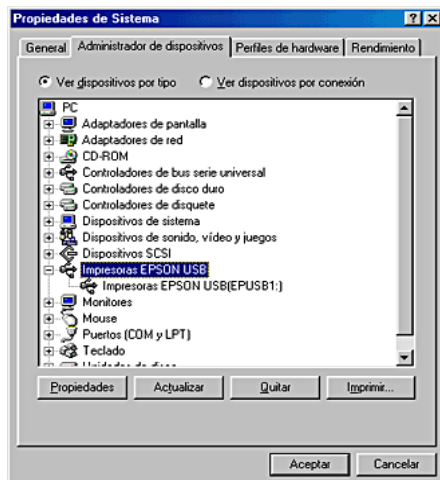 Propiedades de Sistema
General
Administrador de dispositivos
Perfiles de hardware
Rendimiento
Ver dispositivos por tipo
Ver dispositivos por conexión
PC
Adaptadores de pantalla
Adaptadores de red
CD-ROM
Controladores de bus serie universal
Controladores de disco duro
Controladores de disquete
Dispositivos de sistema
Dispositivos de sonido, vídeo y juegos
Dispositivos SCSI
Impresoras EPSON USB
Impresoras EPSON USB(EPUSB1:)
Monitores
Mouse
Puertos (COM y LPT)
Teclado
Propiedades
Actualizar
Quitar
Imprimir...
Aceptar
Cancelar